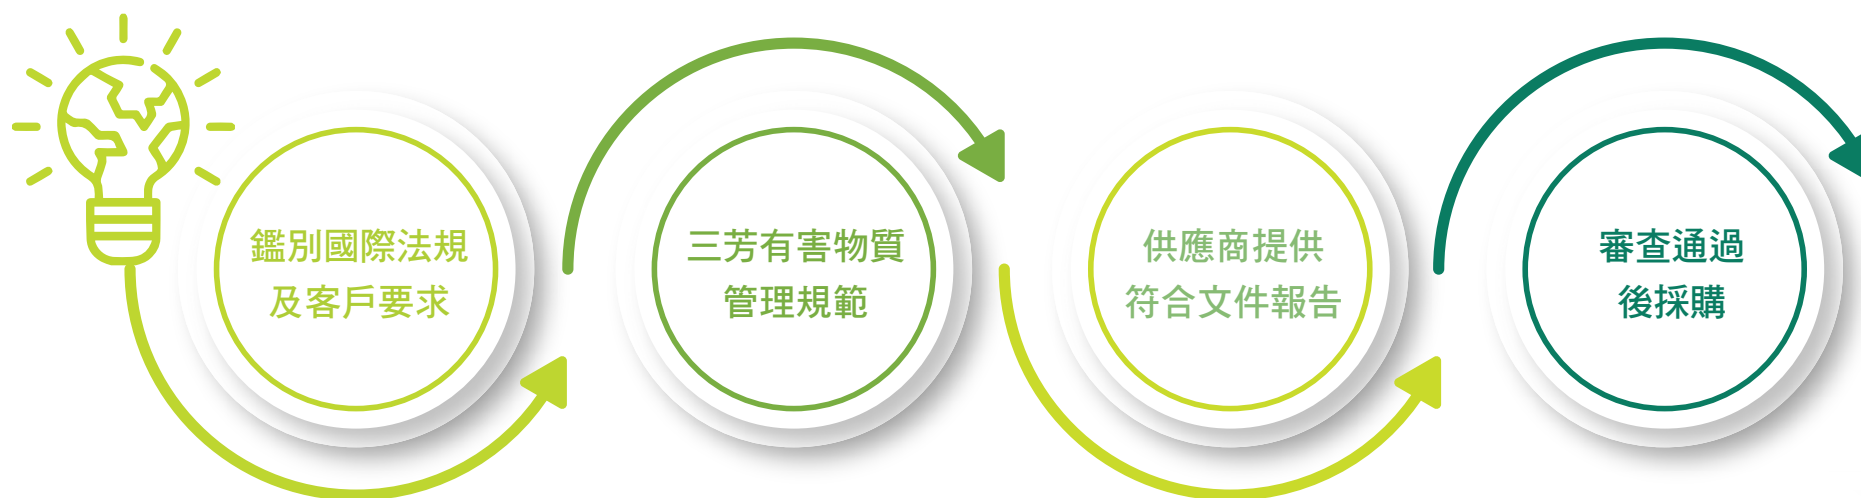 鑑別國際法規
及客戶要求
三芳有害物質
管理規範
供應商提供
符合文件報告
審查通過
後採購